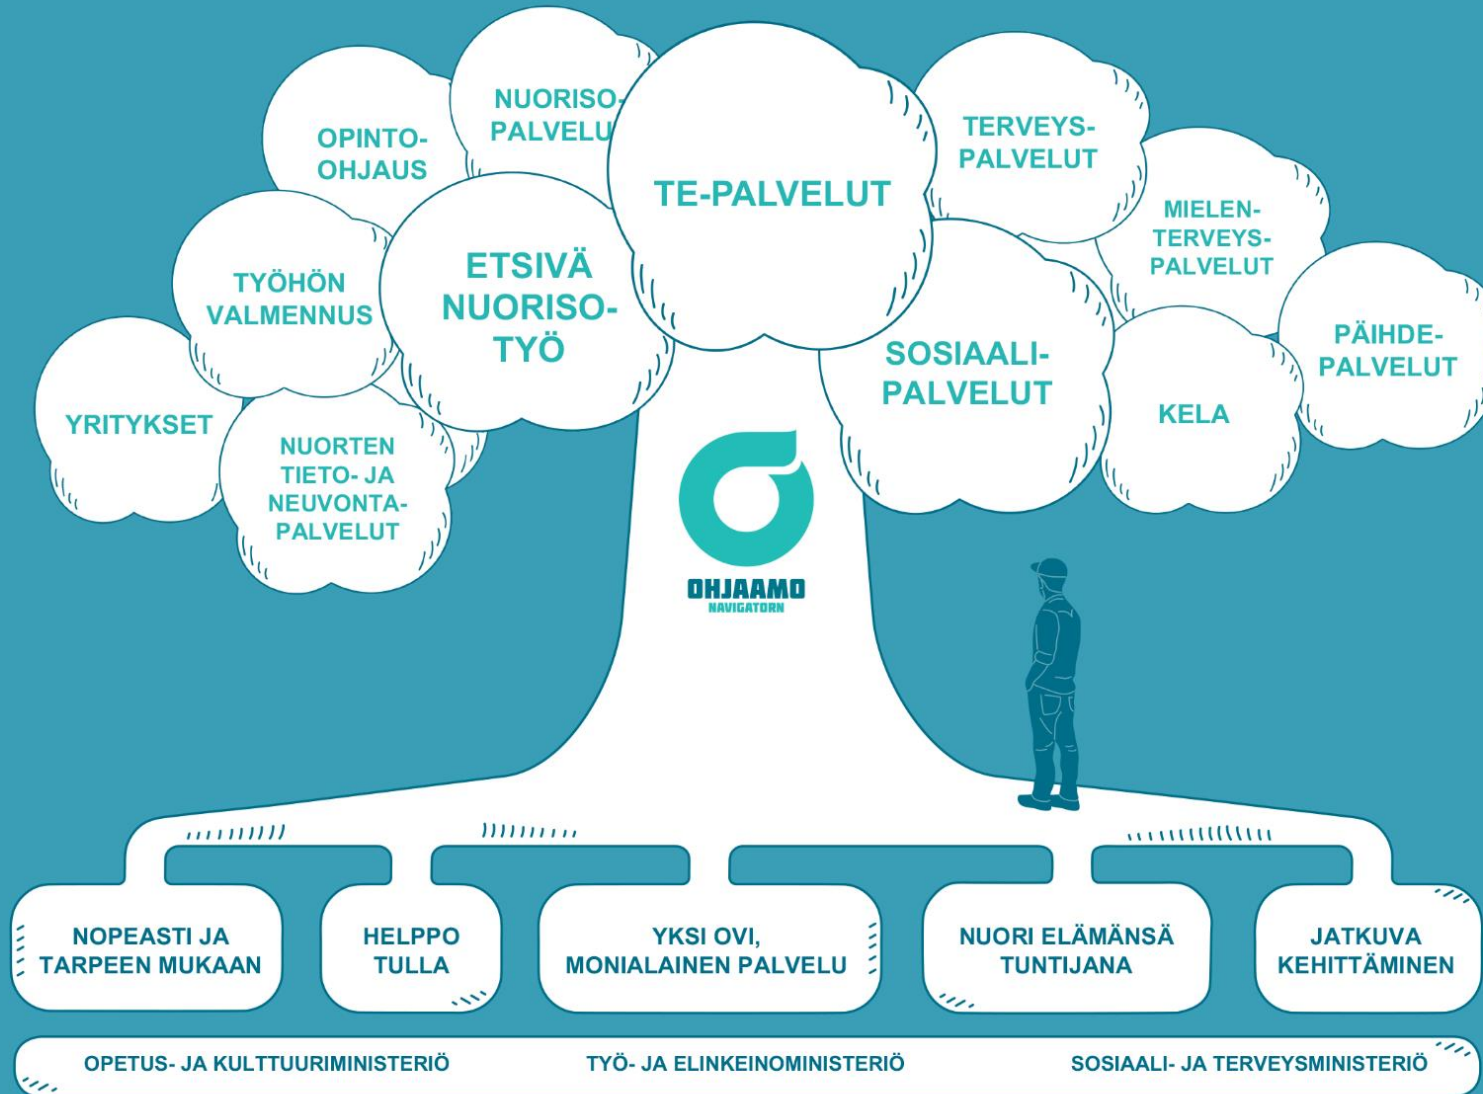 NUORISO-
PALVELU
OPINTO-
OHJAUS
TE-PALVELUT
TERVEYS-
PALVELUT
MIELEN-
TERVEYS-
PALVELUT
TYÖHÖN
VALMENNUS
ETSIVÄ
NUORISO-
TYÖ
SOSIAALI-
PALVELUT
PÄIHDE-
PALVELUT
YRITYKSET
KELA
NUORTEN
TIETO- JA
NEUVONTA-
PALVELUT
OHJAAMO
NAVIGATORN
NOPEASTI JA
TARPEEN MUKAAN
HELPPO
TULLA
YKSI OVI,
MONIALAINEN PALVELU
NUORI ELÄMÄNSÄ
TUNTIJANA
JATKUVA
KEHITTÄMINEN
OPETUS- JA KULTTUURIMINISTERIÖ
TYÖ- JA ELINKEINOMINISTERIÖ
SOSIAALI- JA TERVEYSMINISTERIÖ